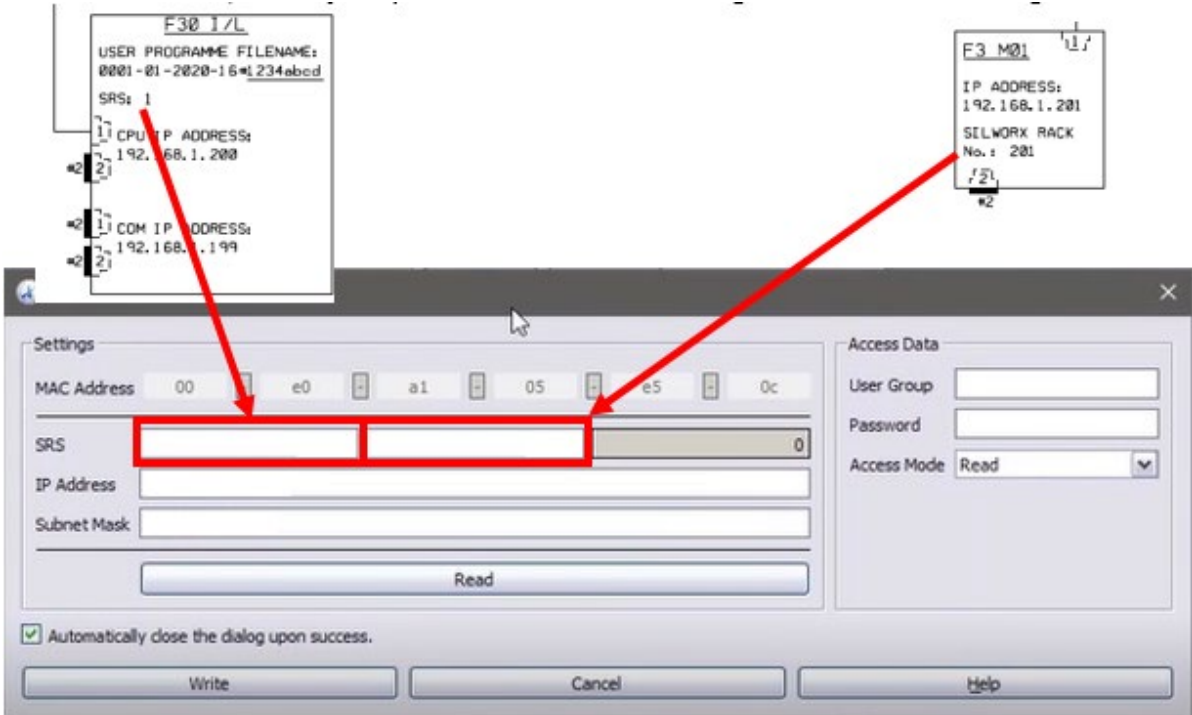 F30 I/L
USER PROGRAMME FILENAME:
0001-01-2020-16*1234abcd
SRS: 1
1 CPU IP ADDRESS:
*2 2 192.168.1.200
*2 1 COM IP ADDRESS:
*2 2 192.168.1.199
F3 M01 1
IP ADDRESS:
192.168.1.201
SILWORX RACK
No.: 201
2
*2
Settings
MAC Address 00 - e0 - a1 - 05 - e5 - 0c
SRS 0
IP Address
Subnet Mask
Read
Access Data
User Group
Password
Access Mode Read
Automatically close the dialog upon success.
Write Cancel Help